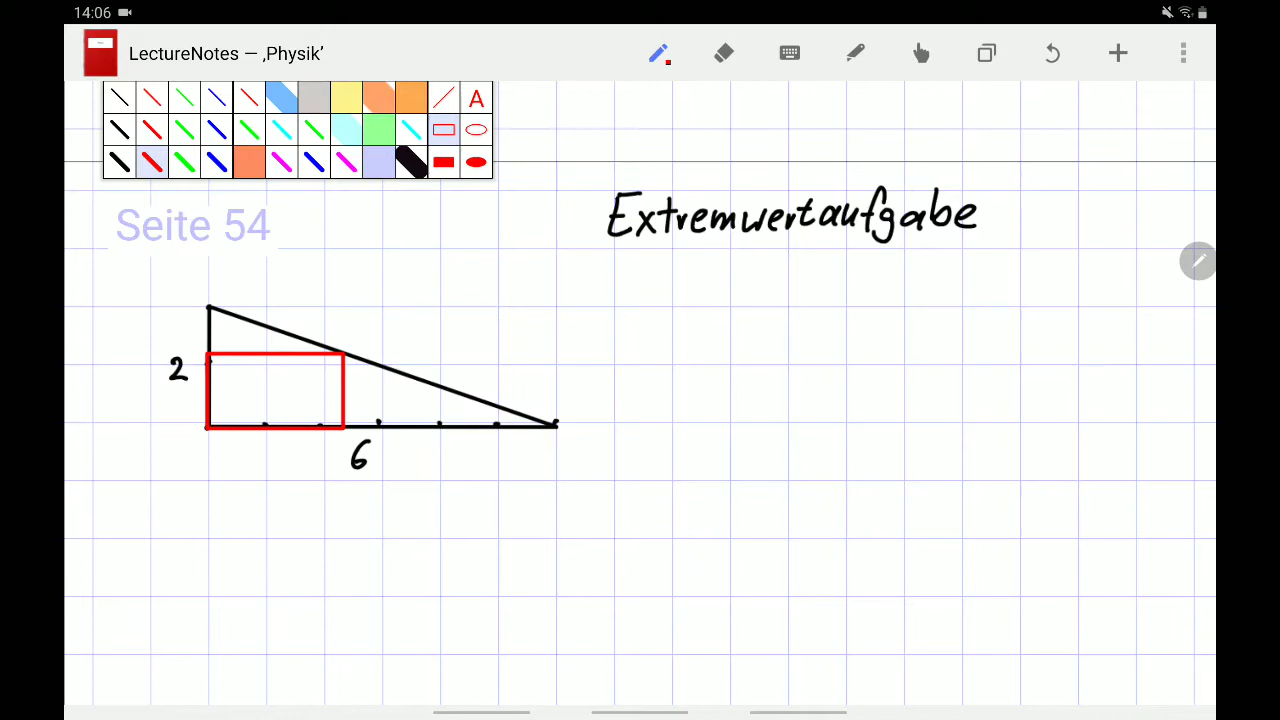 14:06
LectureNotes — ‚Physik’
A
Seite 54
Extremwertaufgabe
2
6